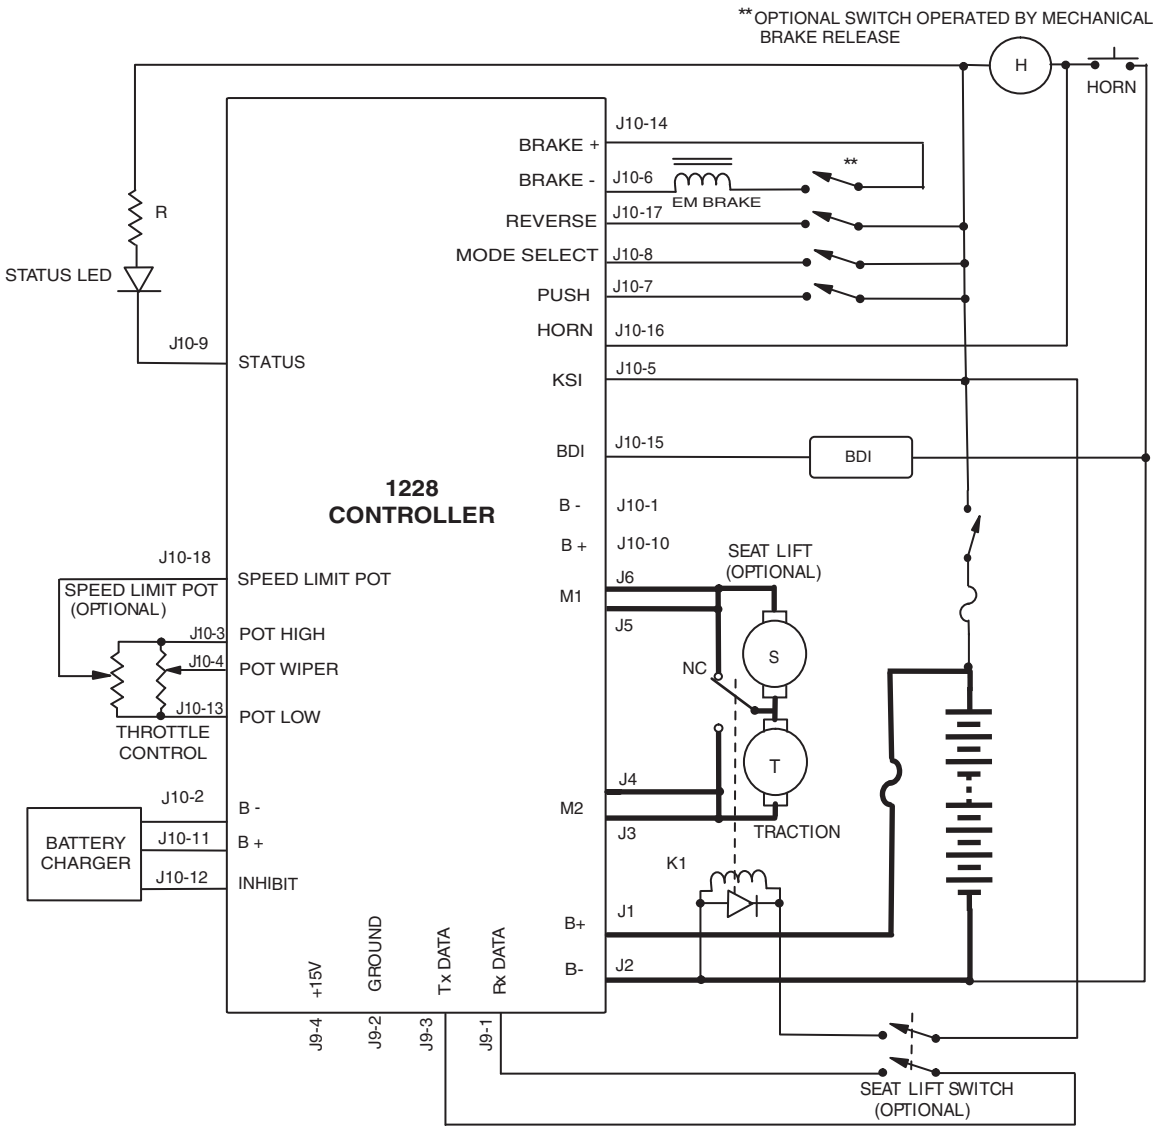 **OPTIONAL SWITCH OPERATED BY MECHANICAL
BRAKE RELEASE
H
HORN
J10-14
BRAKE +
**
BRAKE -
J10-6
EM BRAKE
R
REVERSE
J10-17
MODE SELECT
J10-8
STATUS LED
PUSH
J10-7
HORN
J10-16
J10-9
STATUS
KSI
J10-5
BDI
J10-15
BDI
1228
CONTROLLER
B -
J10-1
B +
J10-10
SEAT LIFT
(OPTIONAL)
J10-18
SPEED LIMIT POT
SPEED LIMIT POT
(OPTIONAL)
J6
M1
J5
J10-3
POT HIGH
J10-4
POT WIPER
NC
S
J10-13
POT LOW
THROTTLE
CONTROL
T
J4
J10-2
B -
M2
J3
TRACTION
BATTERY
CHARGER
J10-11
B +
J10-12
INHIBIT
K1
J1
B+
J2
B-
+15V
GROUND
Tx DATA
Rx DATA
J9-4
J9-2
J9-3
J9-1
SEAT LIFT SWITCH
(OPTIONAL)